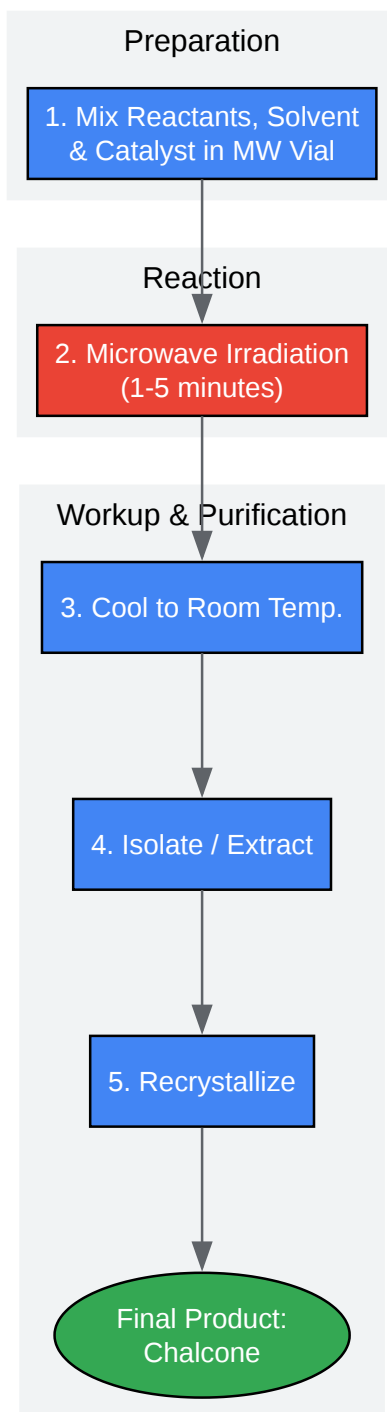 Preparation
1. Mix Reactants, Solvent
& Catalyst in MW Vial
Reaction
2. Microwave Irradiation
(1-5 minutes)
Workup & Purification
3. Cool to Room Temp.
4. Isolate / Extract
5. Recrystallize
Final Product:
Chalcone